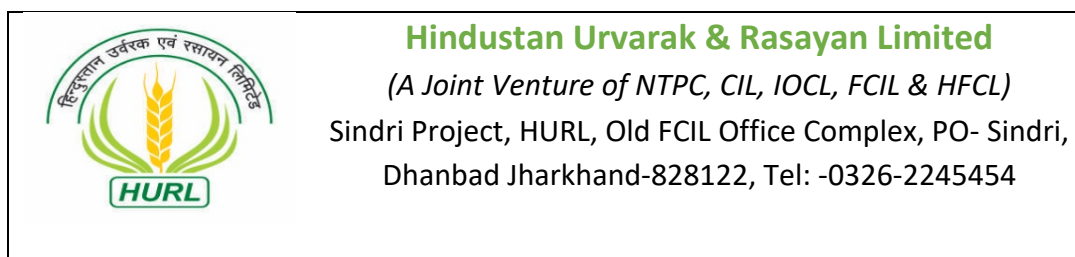 हिन्दुस्तान उर्वरक एवं रसायन लिमिटेड
HURL
Hindustan Urvarak & Rasayan Limited
(A Joint Venture of NTPC, CIL, IOCL, FCIL & HFCL)
Sindri Project, HURL, Old FCIL Office Complex, PO- Sindri,
Dhanbad Jharkhand-828122, Tel: -0326-2245454